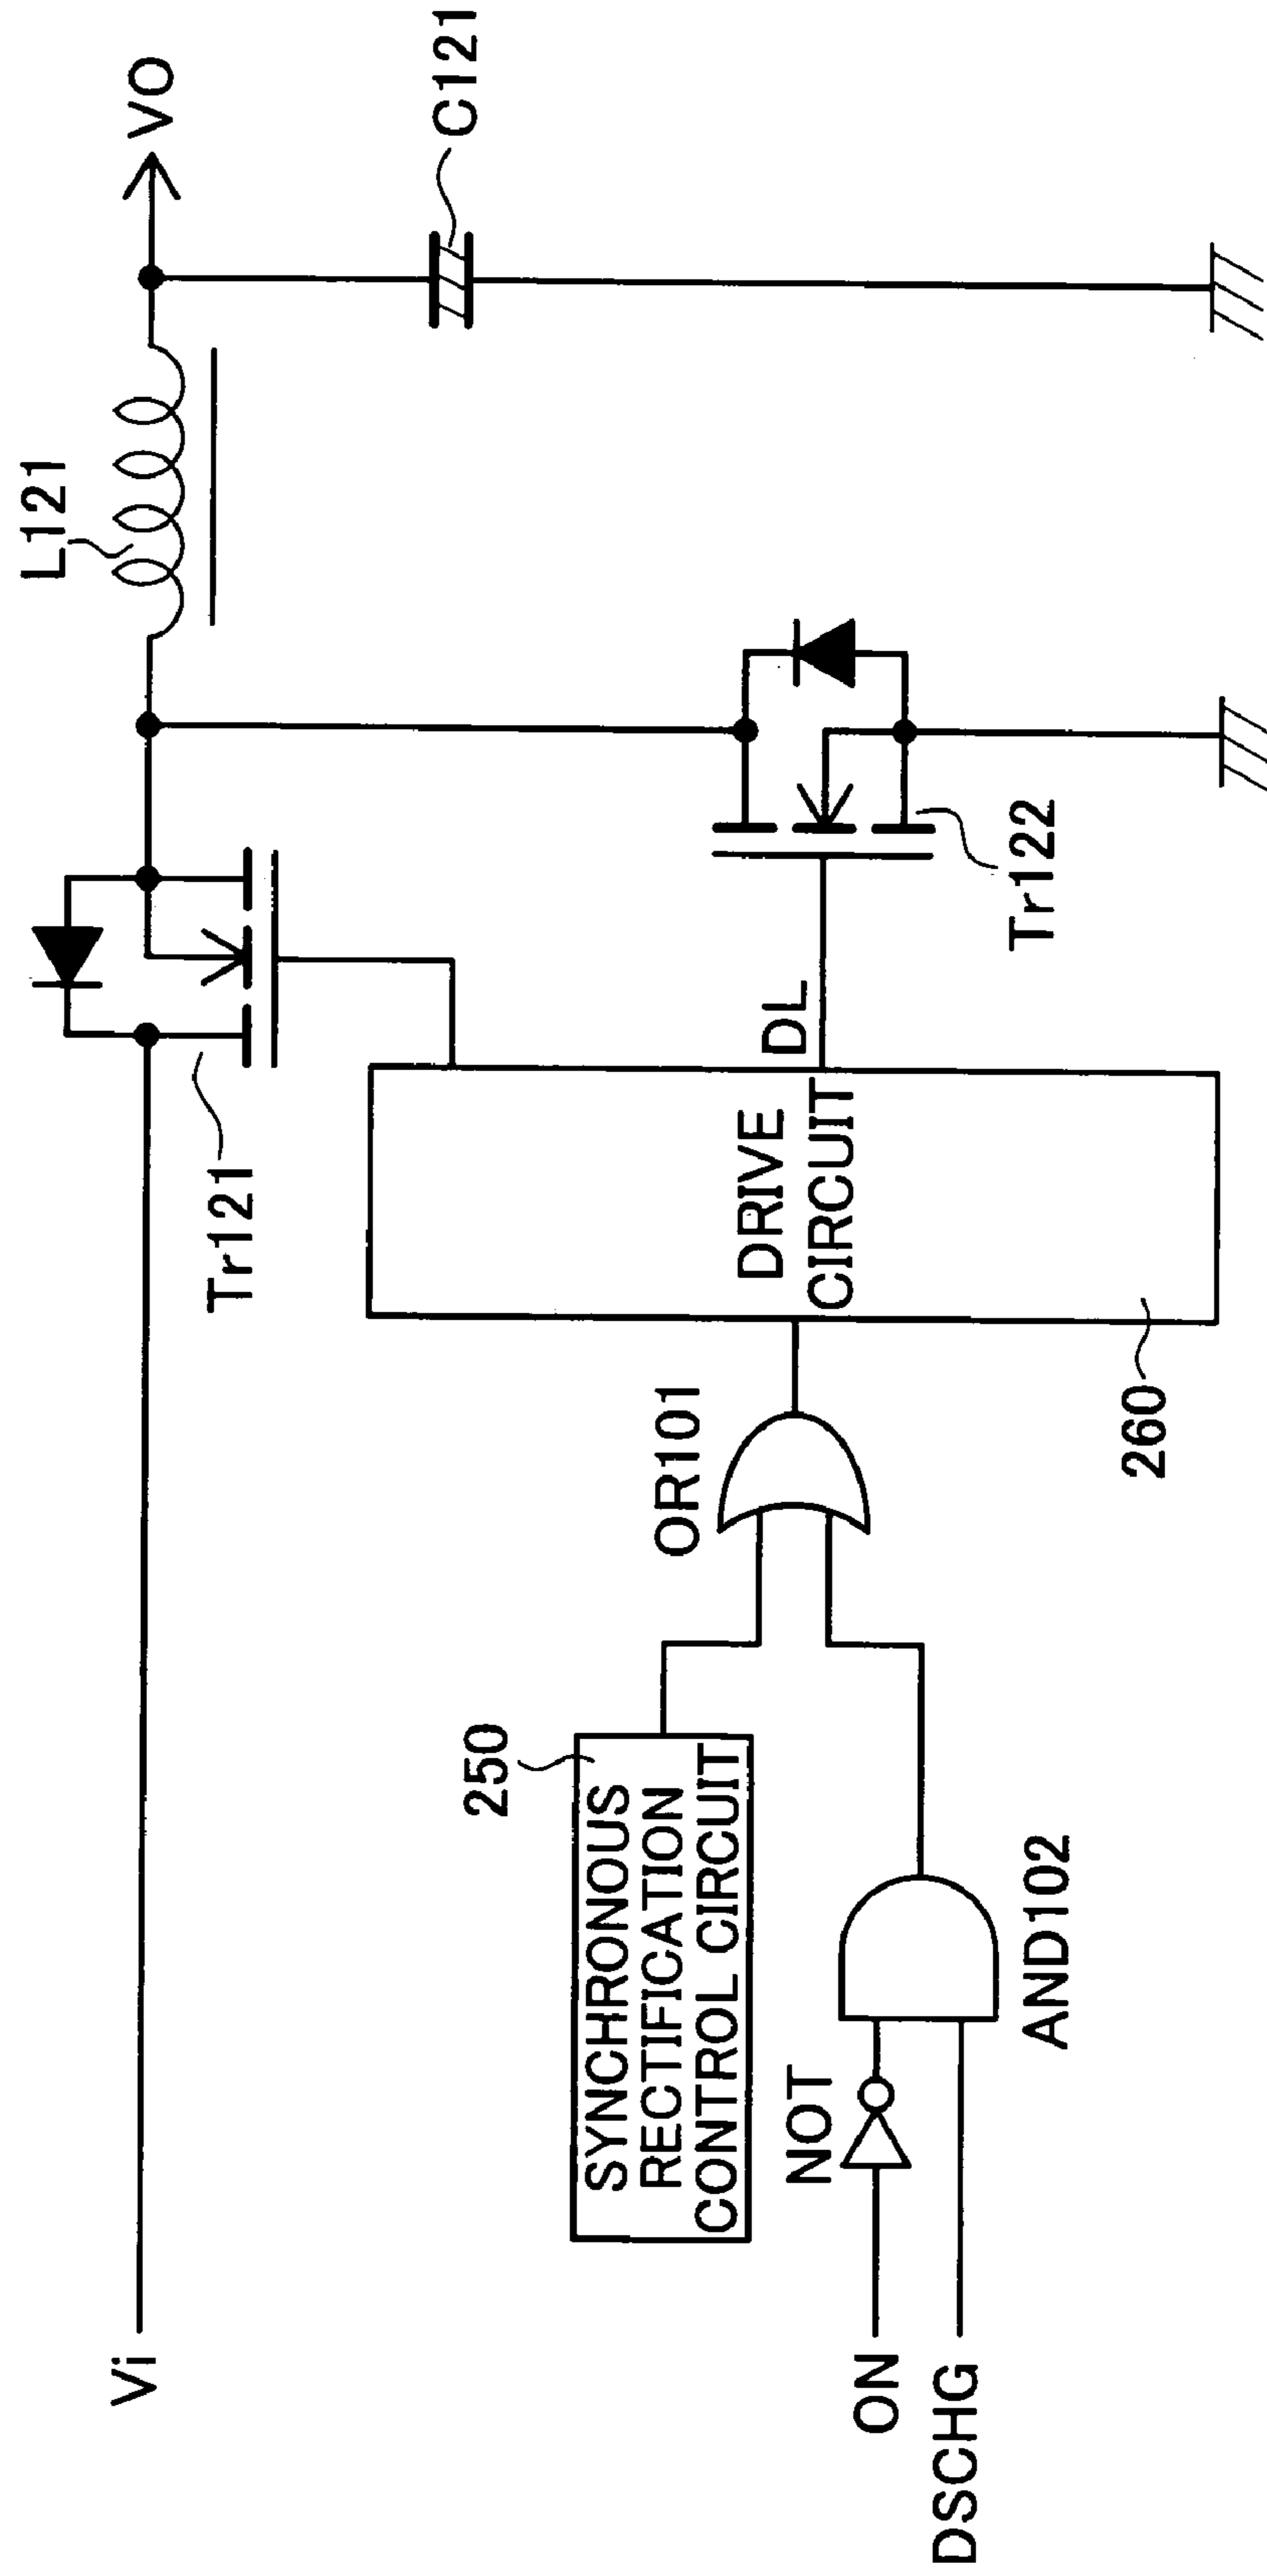 Vi
Tr121
L121
VO
C121
250
SYNCHRONOUS
RECTIFICATION
CONTROL CIRCUIT
OR101
DRIVE
CIRCUIT
DL
Tr122
NOT
ON
DSCHG
AND102
260